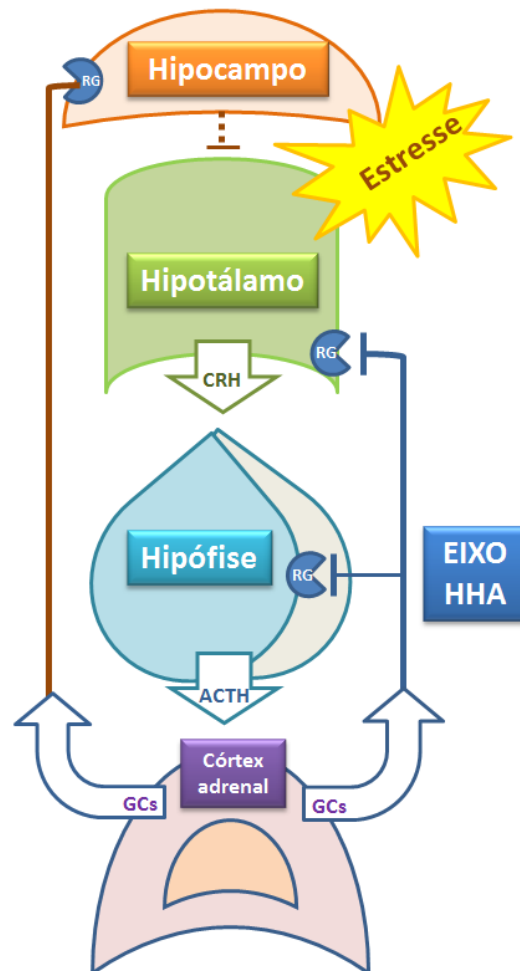 RG
Hipocampo
Estresse
Hipotálamo
RG
CRH
Hipófise
RG
EIXO
HHA
ACTH
Córtex
adrenal
GCs
GCs